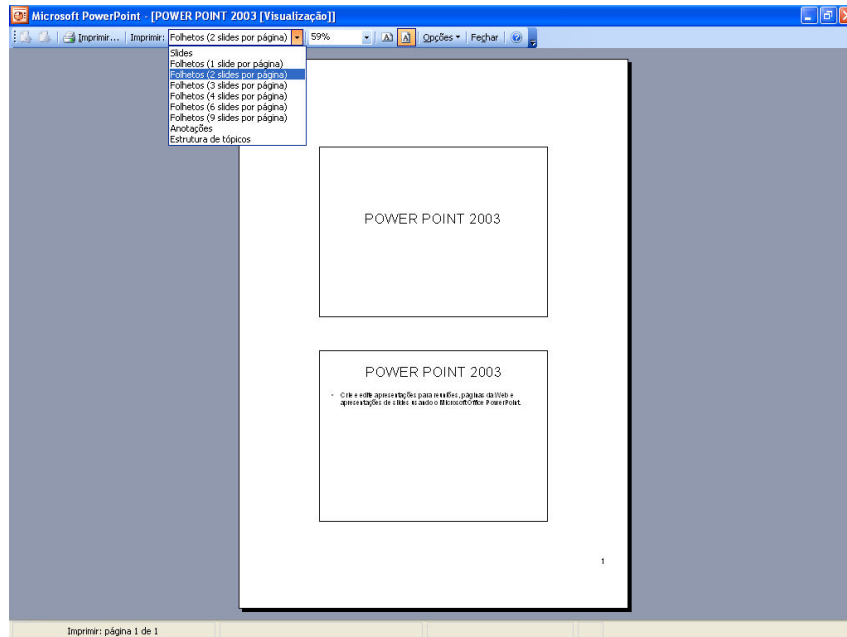 Microsoft PowerPoint - [POWER POINT 2003 [Visualização]]
Imprimir... Imprimir: Folhetos (2 slides por página) 59% Opções Fechar
Slides
Folhetos (1 slide por página)
Folhetos (2 slides por página)
Folhetos (3 slides por página)
Folhetos (4 slides por página)
Folhetos (6 slides por página)
Folhetos (9 slides por página)
Anotações
Estrutura de tópicos
POWER POINT 2003
POWER POINT 2003
• Crie e edite apresentações para reuniões, páginas da Web e
apresentações de slides usando o Microsoft Office PowerPoint.
1
Imprimir: página 1 de 1